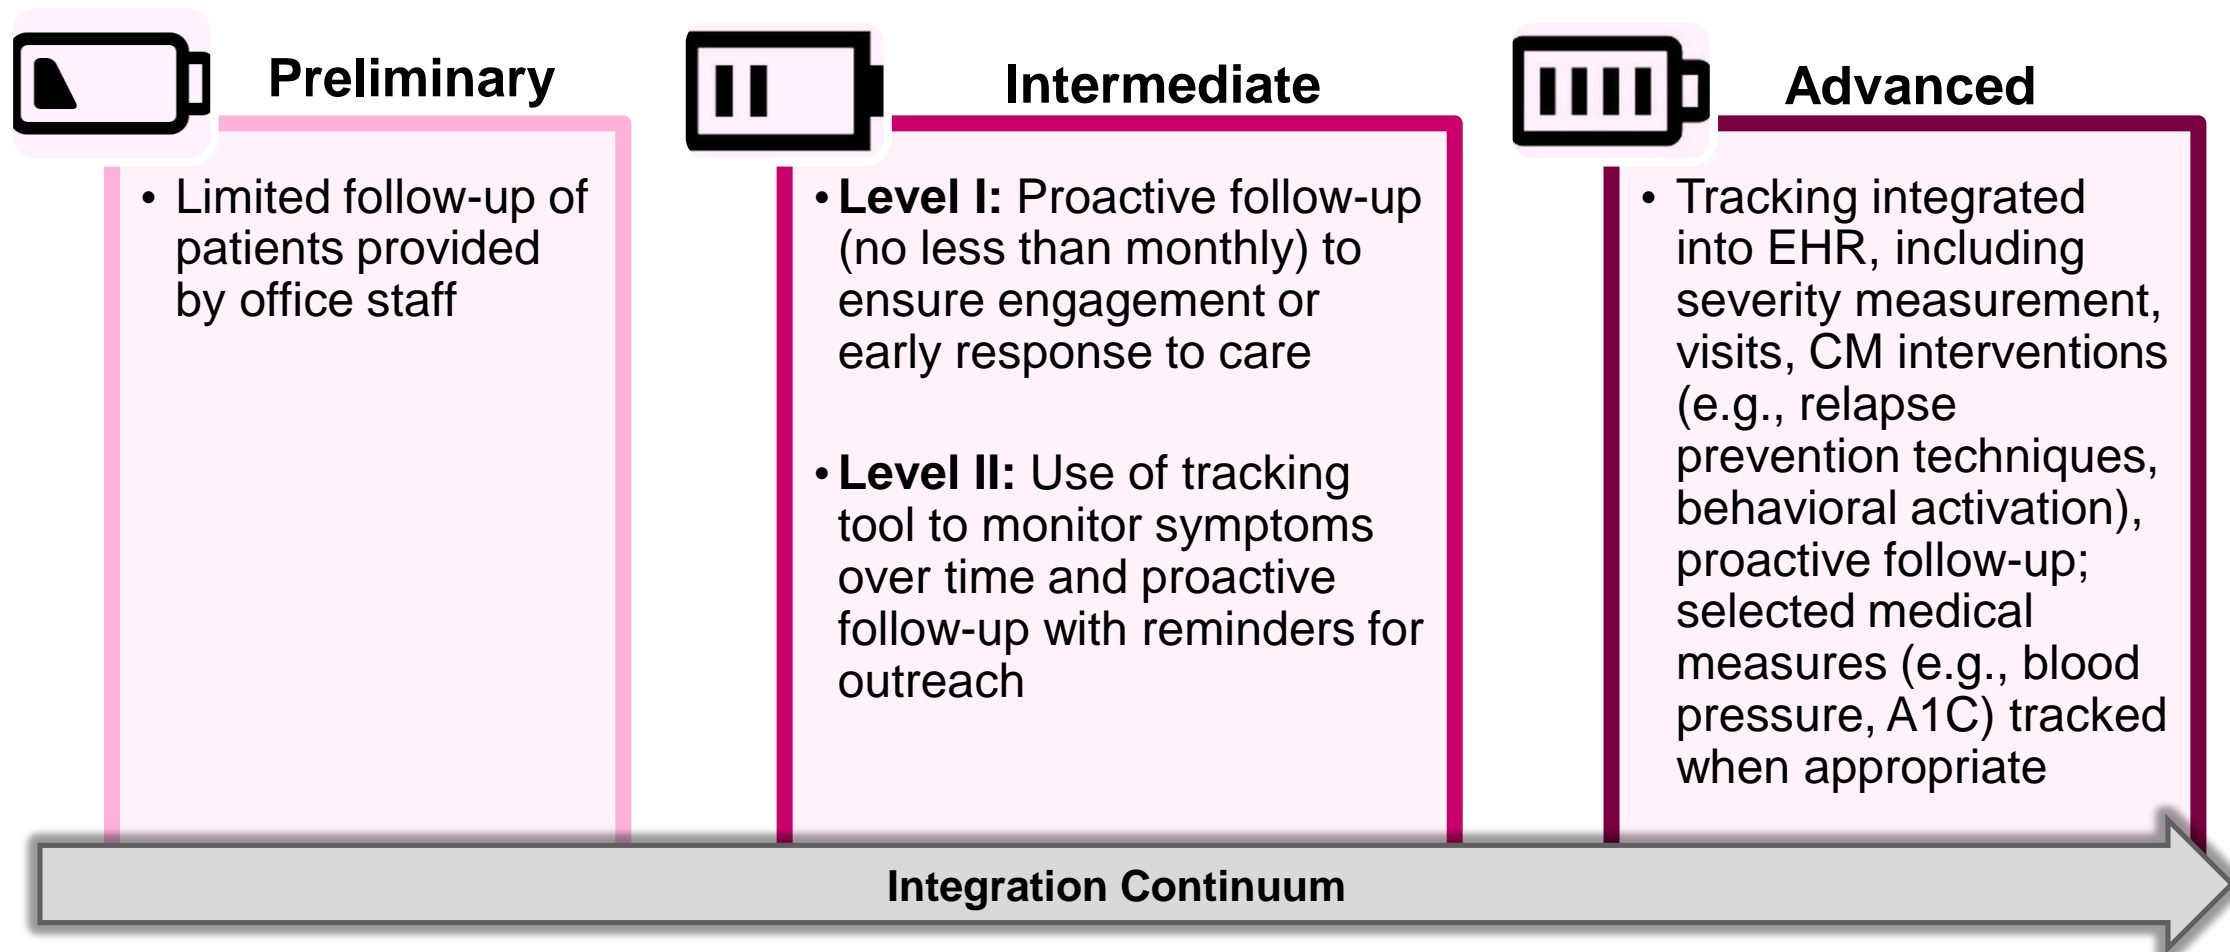 Preliminary
• Limited follow-up of
patients provided
by office staff
Intermediate
• Level I: Proactive follow-up
(no less than monthly) to
ensure engagement or
early response to care
• Level II: Use of tracking
tool to monitor symptoms
over time and proactive
follow-up with reminders for
outreach
Advanced
• Tracking integrated
into EHR, including
severity measurement,
visits, CM interventions
(e.g., relapse
prevention techniques,
behavioral activation),
proactive follow-up;
selected medical
measures (e.g., blood
pressure, A1C) tracked
when appropriate
Integration Continuum